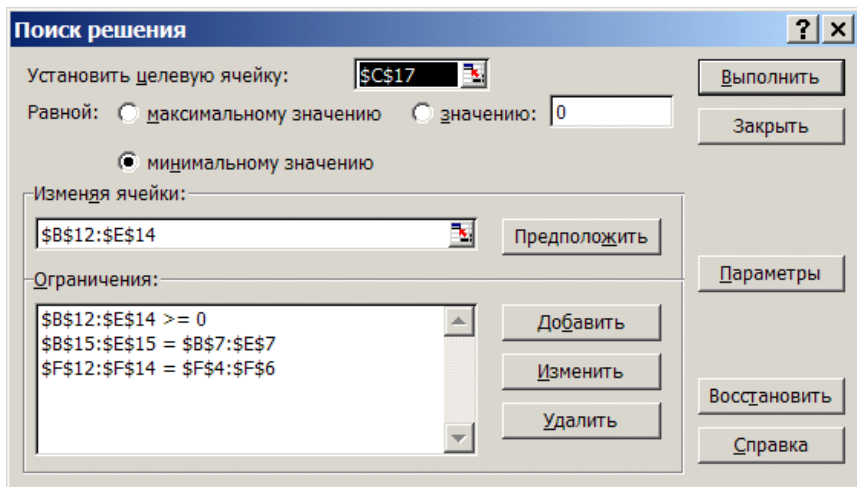 Поиск решения
Установить целевую ячейку: $C$17 Выполнить
Равной: максимальному значению значению: 0 Закрыть
минимальному значению
Изменяя ячейки:
$B$12:$E$14 Предположить
Параметры
Ограничения:
$B$12:$E$14 >= 0 Добавить
$B$15:$E$15 = $B$7:$E$7
$F$12:$F$14 = $F$4:$F$6 Изменить
Восстановить
Удалить
Справка